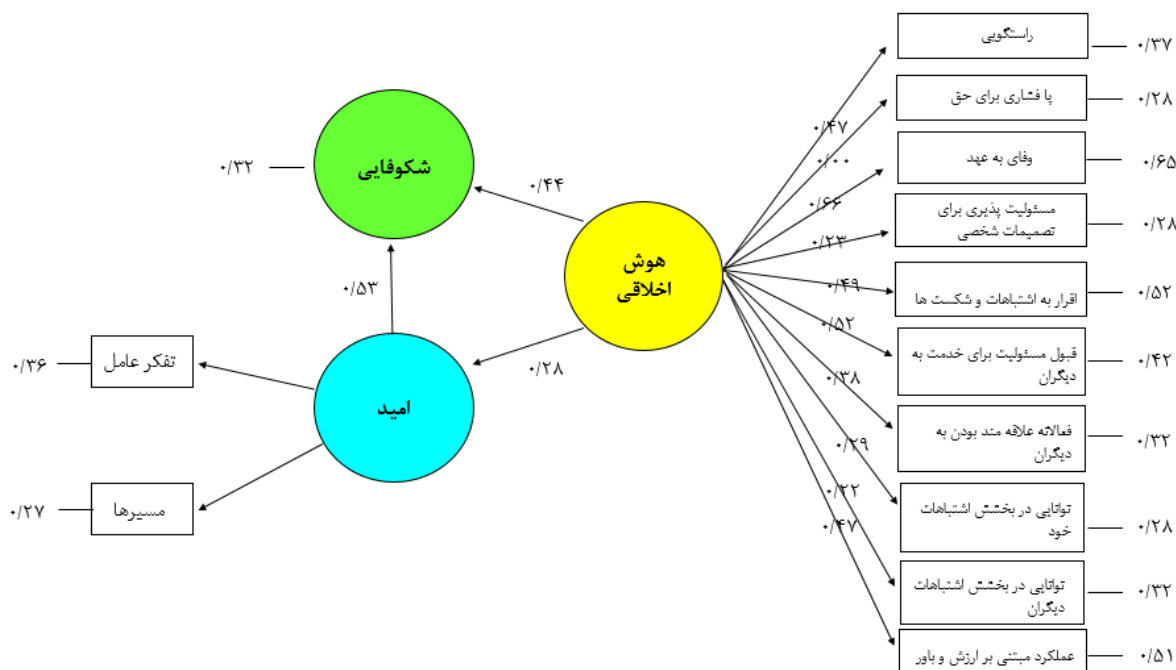 راستگویی
۰/۳۷
پا فشاری برای حق
۰/۲۸
وفای به عهد
۰/۶۵
مسئولیت پذیری برای
تصمیمات شخصی
۰/۲۸
اقرار به اشتباهات و شکست ها
۰/۵۲
قبول مسئولیت برای خدمت به
دیگران
۰/۴۲
فعالانه علاقه مند بودن به
دیگران
۰/۳۲
توانایی در بخشش اشتباهات
خود
۰/۲۸
توانایی در بخشش اشتباهات
دیگران
۰/۳۲
عملکرد مبتنی بر ارزش و باور
۰/۵۱
۰/۴۷
۰/۰۰
۰/۶۶
۰/۲۳
۰/۴۹
۰/۵۲
۰/۳۸
۰/۲۹
۰/۲۲
۰/۴۷
هوش
اخلاقی
۰/۴۴
۰/۲۸
شکوفایی
۰/۳۲
۰/۵۳
امید
تفکر عامل
۰/۳۶
مسیرها
۰/۲۷